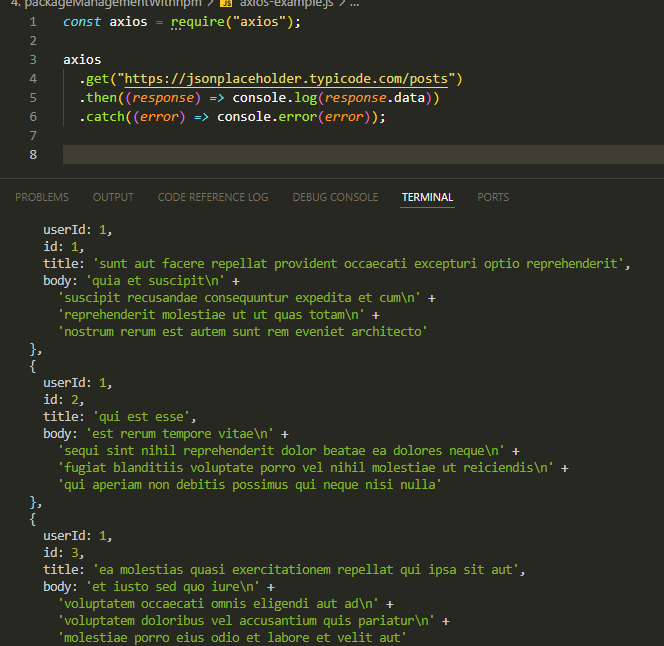 4. packageManagementWithnpm > JS axios-example.js > ...
1 const axios = require("axios");
2
3 axios
4 .get("https://jsonplaceholder.typicode.com/posts")
5 .then((response) => console.log(response.data))
6 .catch((error) => console.error(error));
7
8
PROBLEMS OUTPUT CODE REFERENCE LOG DEBUG CONSOLE TERMINAL PORTS
userId: 1,
id: 1,
title: 'sunt aut facere repellat provident occaecati excepturi optio reprehenderit',
body: 'quia et suscipit\n' +
'suscipit recusandae consequuntur expedita et cum\n' +
'reprehenderit molestiae ut ut quas totam\n' +
'nostrum rerum est autem sunt rem eveniet architecto'
},
{
userId: 1,
id: 2,
title: 'qui est esse',
body: 'est rerum tempore vitae\n' +
'sequi sint nihil reprehenderit dolor beatae ea dolores neque\n' +
'fugiat blanditiis voluptate porro vel nihil molestiae ut reiciendis\n' +
'qui aperiam non debitis possimus qui neque nisi nulla'
},
{
userId: 1,
id: 3,
title: 'ea molestias quasi exercitationem repellat qui ipsa sit aut',
body: 'et iusto sed quo iure\n' +
'voluptatem occaecati omnis eligendi aut ad\n' +
'voluptatem doloribus vel accusantium quis pariatur\n' +
'molestiae porro eius odio et labore et velit aut'